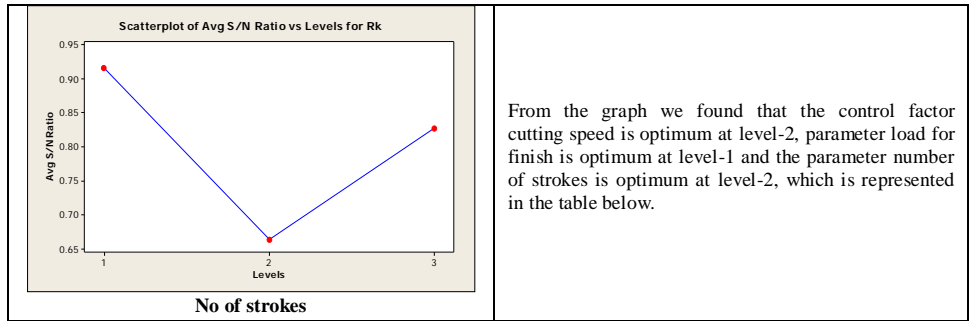 Scatterplot of Avg S/N Ratio vs Levels for Rk
0.95
0.90
0.85
0.80
0.75
0.70
0.65
Avg S/N Ratio
1 2 3
Levels
No of strokes
From the graph we found that the control factor
cutting speed is optimum at level-2, parameter load for
finish is optimum at level-1 and the parameter number
of strokes is optimum at level-2, which is represented
in the table below.